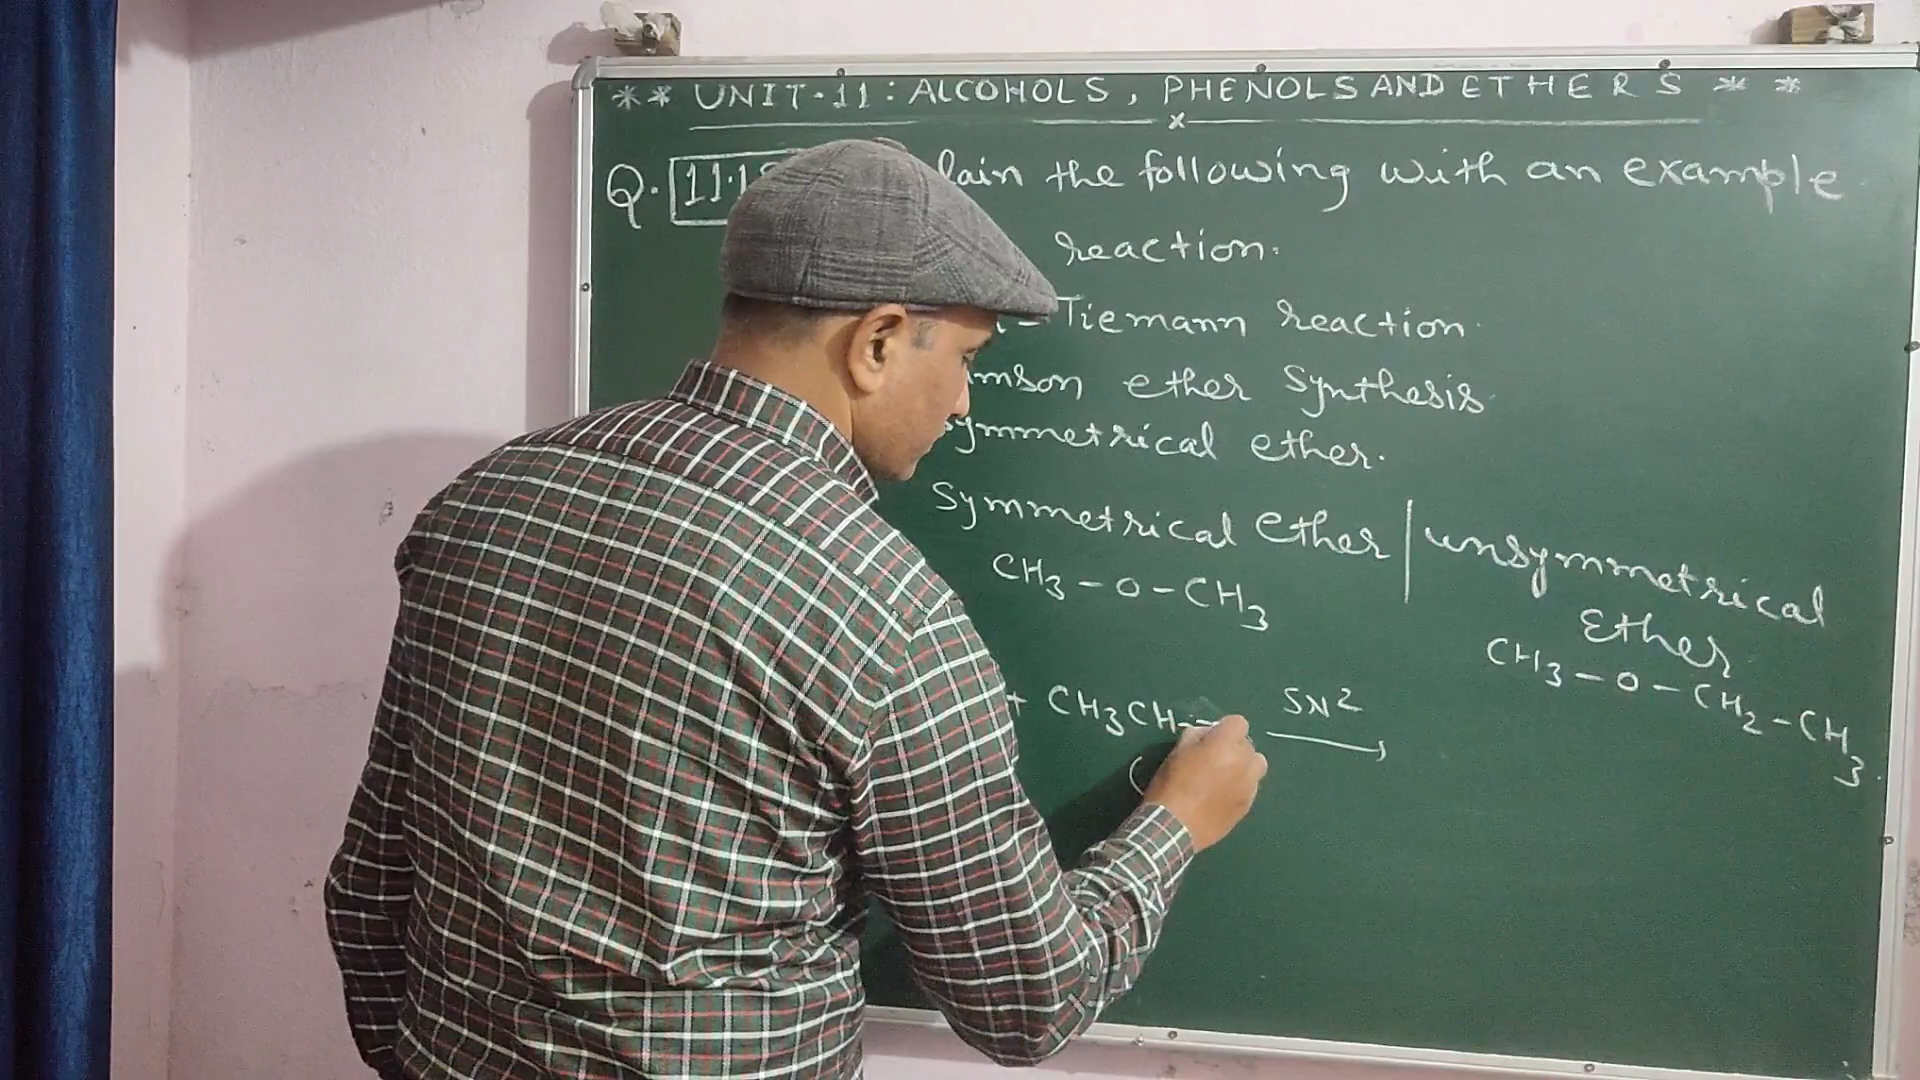 ** UNIT-11: ALCOHOLS, PHENOLS AND ETHERS **
x
Q. 11.1 lain the following with an example
reaction.
- Tiemann reaction.
mson ether Synthesis
ymmetrical ether.
Symmetrical Ether | unsymmetrical Ether
CH3-O-CH3
CH3-O-CH2-CH3.
+ CH3CH SN2 →
(